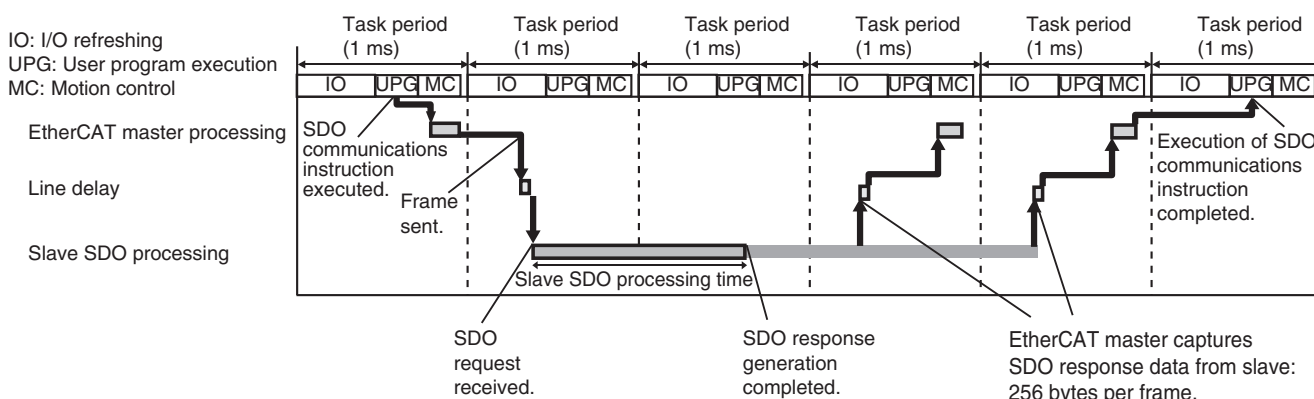 IO: I/O refreshing
UPG: User program execution
MC: Motion control
Task period
(1 ms)
Task period
(1 ms)
Task period
(1 ms)
Task period
(1 ms)
Task period
(1 ms)
Task period
(1 ms)
IO UPG MC IO UPG MC IO UPG MC IO UPG MC IO UPG MC IO UPG MC
EtherCAT master processing
Line delay
Slave SDO processing
SDO
communications
instruction
executed.
Frame
sent.
Execution of SDO
communications
instruction
completed.
Slave SDO processing time
SDO
request
received.
SDO response
generation
completed.
EtherCAT master captures
SDO response data from slave:
256 bytes per frame.